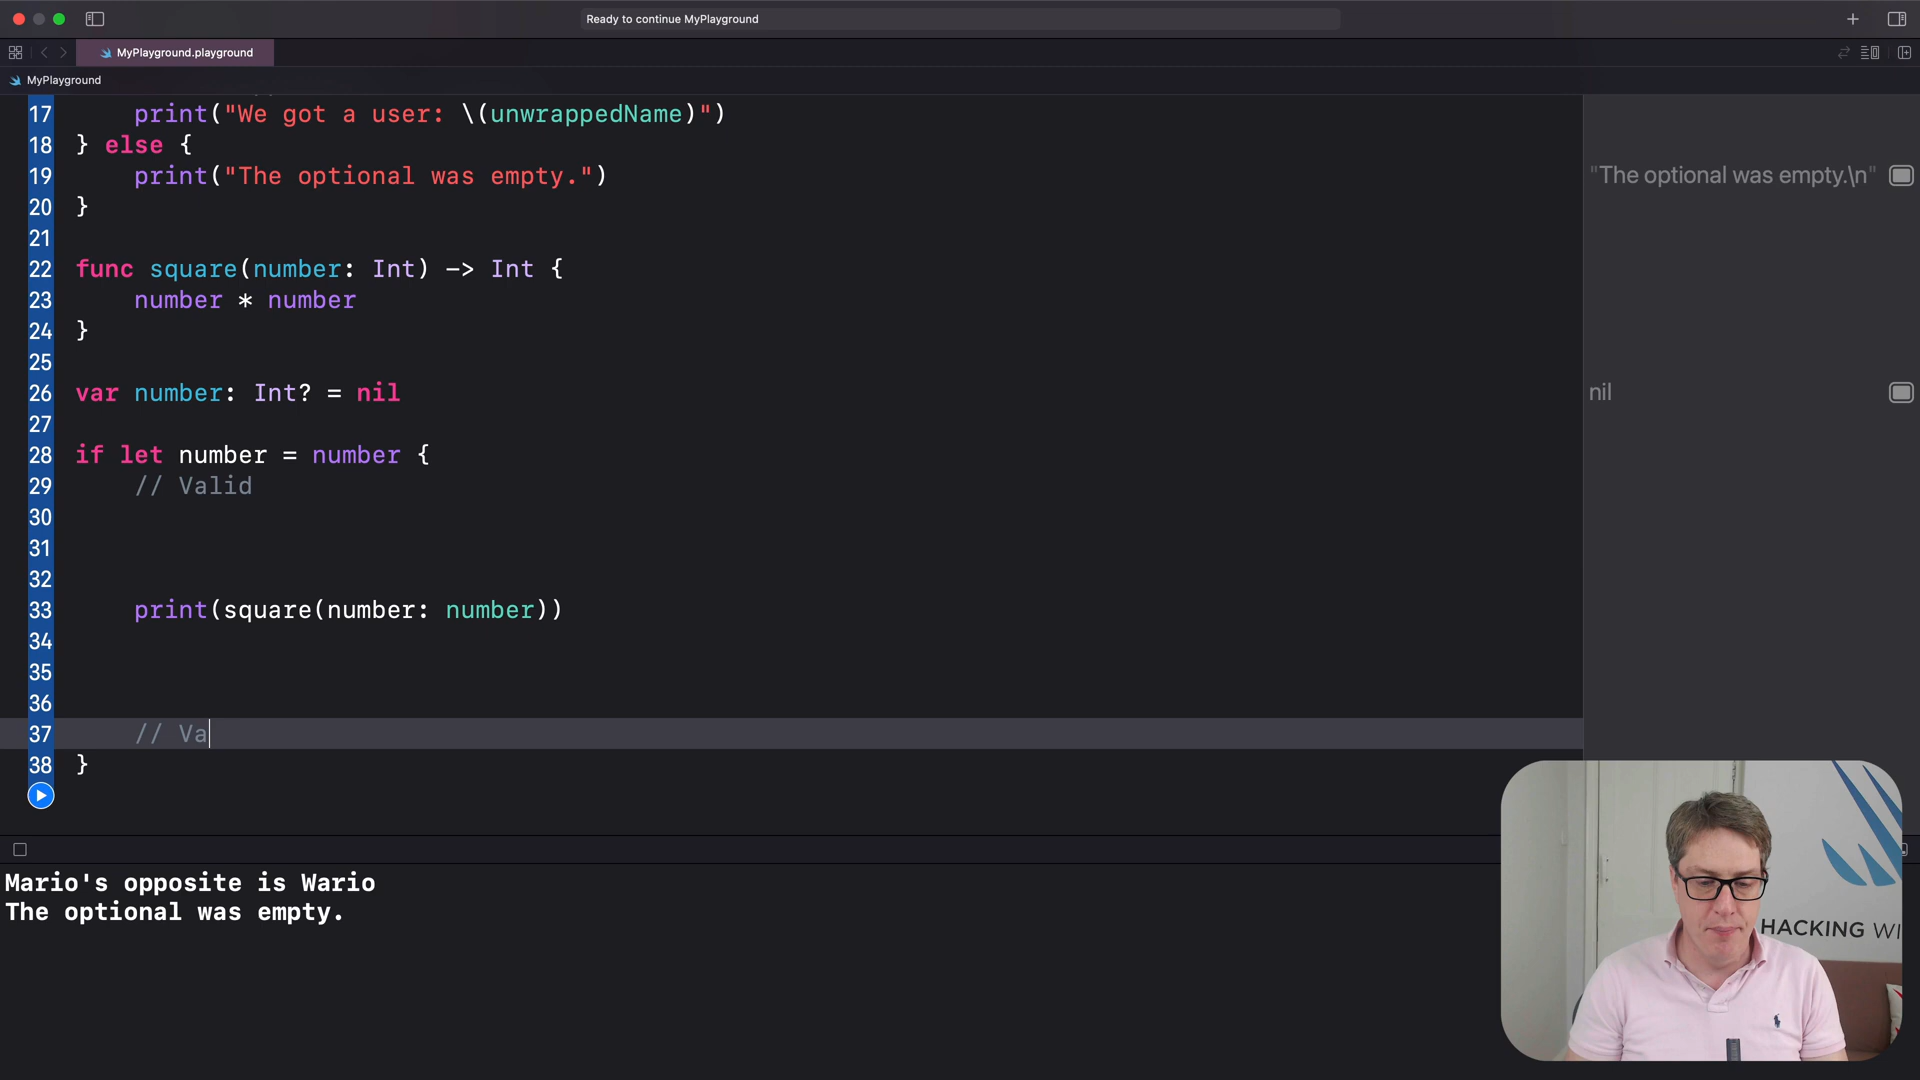 Ready to continue MyPlayground
MyPlayground.playground
MyPlayground
17 print("We got a user: \(unwrappedName)")
18 } else {
19 print("The optional was empty.") "The optional was empty.\n"
20 }
21
22 func square(number: Int) -> Int {
23 number * number
24 }
25
26 var number: Int? = nil nil
27
28 if let number = number {
29 // Valid
30
31
32
33 print(square(number: number))
34
35
36
37 // Va
38 }
Mario's opposite is Wario
The optional was empty.
HACKING WI